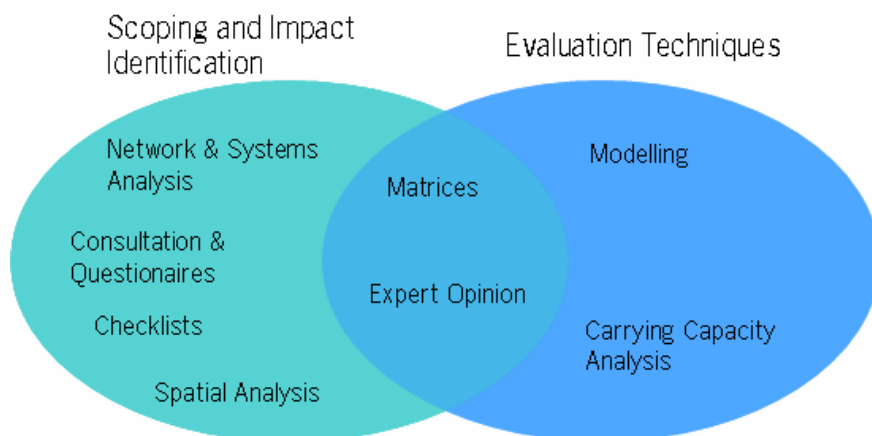 Scoping and Impact
Identification
Evaluation Techniques
Network & Systems
Analysis
Consultation &
Questionaires
Checklists
Spatial Analysis
Matrices
Expert Opinion
Modelling
Carrying Capacity
Analysis